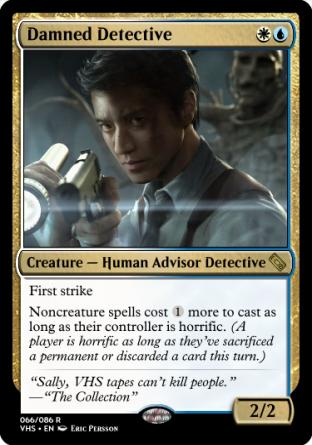 Damned Detective
Creature — Human Advisor Detective
First strike
Noncreature spells cost 1 more to cast as
long as their controller is horrific. (A
player is horrific as long as they’ve sacrificed
a permanent or discarded a card this turn.)
“Sally, VHS tapes can’t kill people.”
—“The Collection”
2/2
066/086 R
VHS • EN Eric Persson